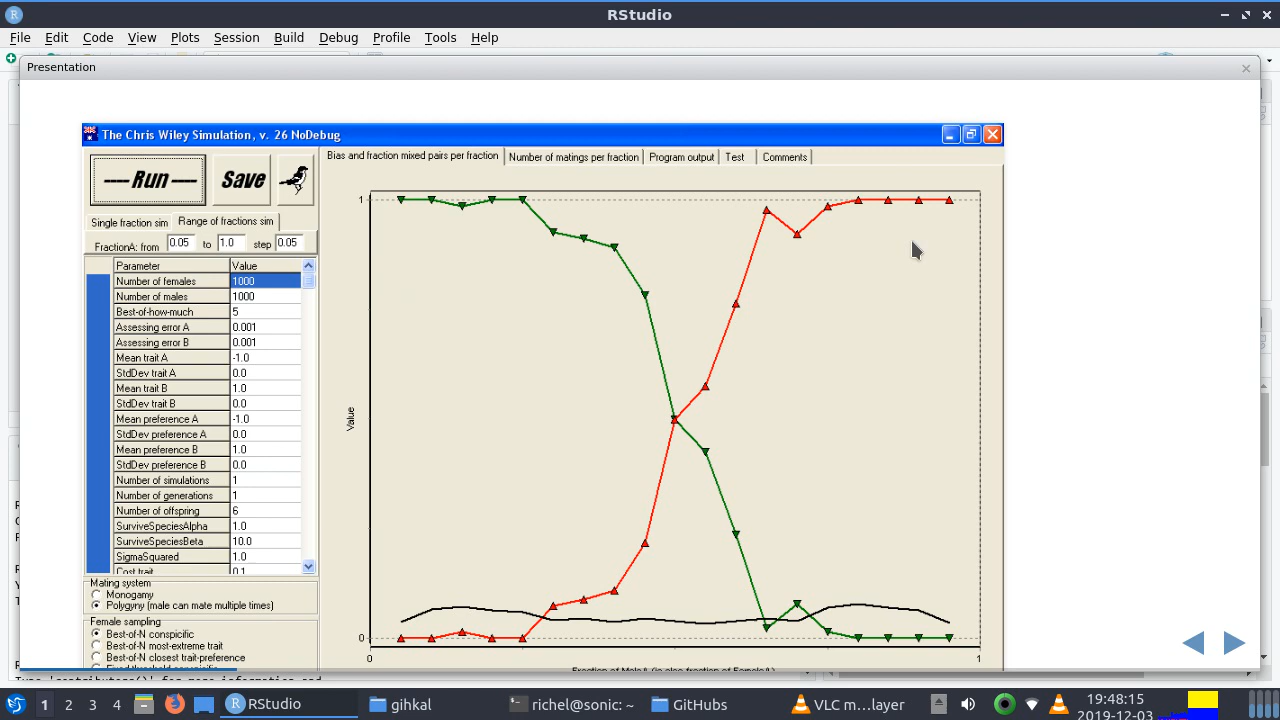 RStudio
File Edit Code View Plots Session Build Debug Profile Tools Help
Presentation
The Chris Wiley Simulation, v. 26 NoDebug
---- Run ---- Save
Bias and fraction mixed pairs per fraction Number of matings per fraction Program output Test Comments
Single fraction sim Range of fractions sim
FractionA: from 0.05 to 1.0 step 0.05
Parameter Value
Number of females 1000
Number of males 1000
Best-of-how-much 5
Assessing error A 0.001
Assessing error B 0.001
Mean trait A -1.0
StdDev trait A 0.0
Mean trait B 1.0
StdDev trait B 0.0
Mean preference A -1.0
StdDev preference A 0.0
Mean preference B 1.0
StdDev preference B 0.0
Number of simulations 1
Number of generations 1
Number of offspring 6
SurviveSpeciesAlpha 1.0
SurviveSpeciesBeta 10.0
SigmaSquared 1.0
Cost trait 0.1
Mating system
Monogamy
Polygyny (male can mate multiple times)
Female sampling
Best-of-N conspicific
Best-of-N most-extreme trait
Best-of-N closest trait-preference
1
Value
0
0 1
1 2 3 4 RStudio gihkal richel@sonic: ~ GitHubs VLC m...layer 19:48:15
2019-12-03